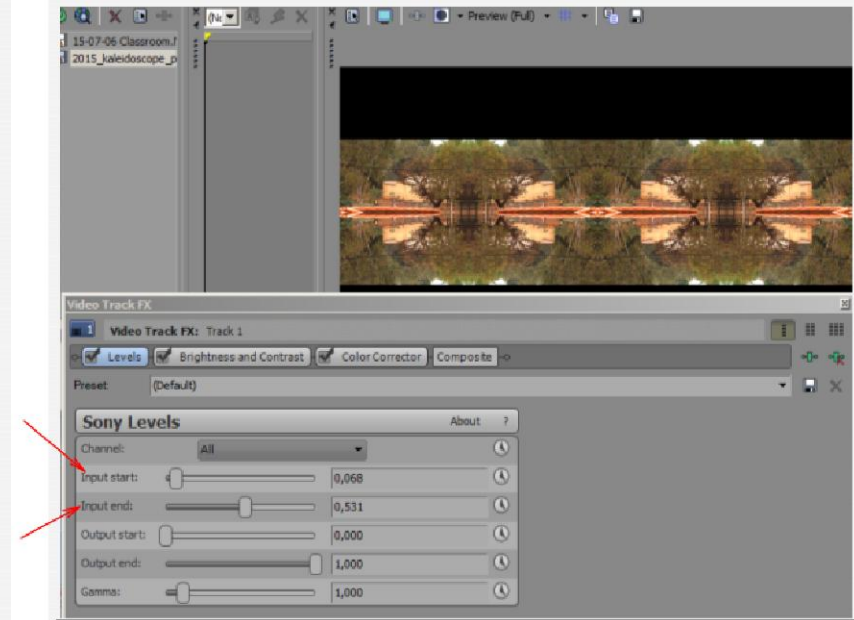 (Nc
Preview (Full)
15-07-06 Classroom.f
2015_kaleidoscope_p
Video Track FX
1 Video Track FX: Track 1
Levels Brightness and Contrast Color Corrector Composite
Preset: (Default)
Sony Levels About ?
Channel: All
Input start: 0,068
Input end: 0,531
Output start: 0,000
Output end: 1,000
Gamma: 1,000